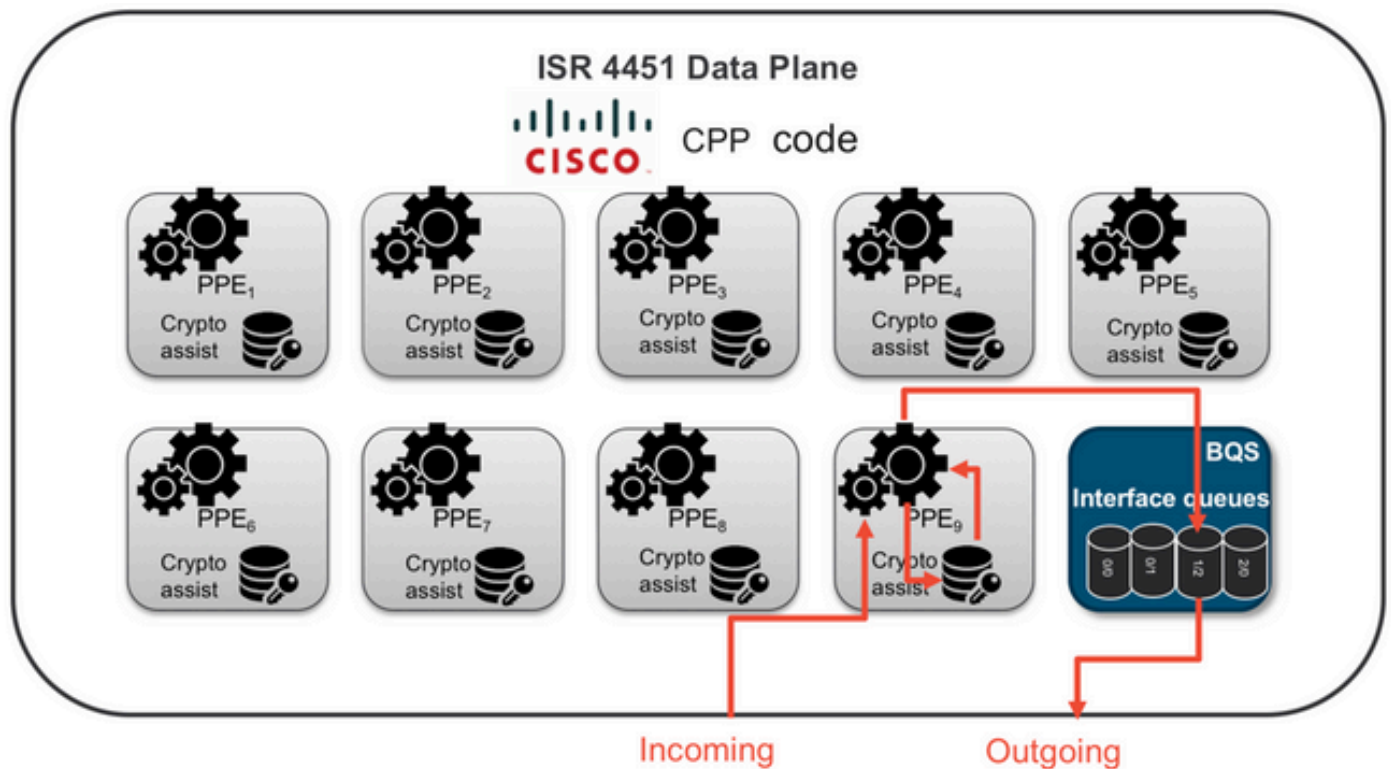 ISR 4451 Data Plane
CISCO
CPP code
PPE₁
Crypto
assist
PPE₂
Crypto
assist
PPE₃
Crypto
assist
PPE₄
Crypto
assist
PPE₅
Crypto
assist
PPE₆
Crypto
assist
PPE₇
Crypto
assist
PPE₈
Crypto
assist
PPE₉
Crypto
assist
BQS
Interface queues
0/0
0/1
1/2
2/0
Incoming
Outgoing